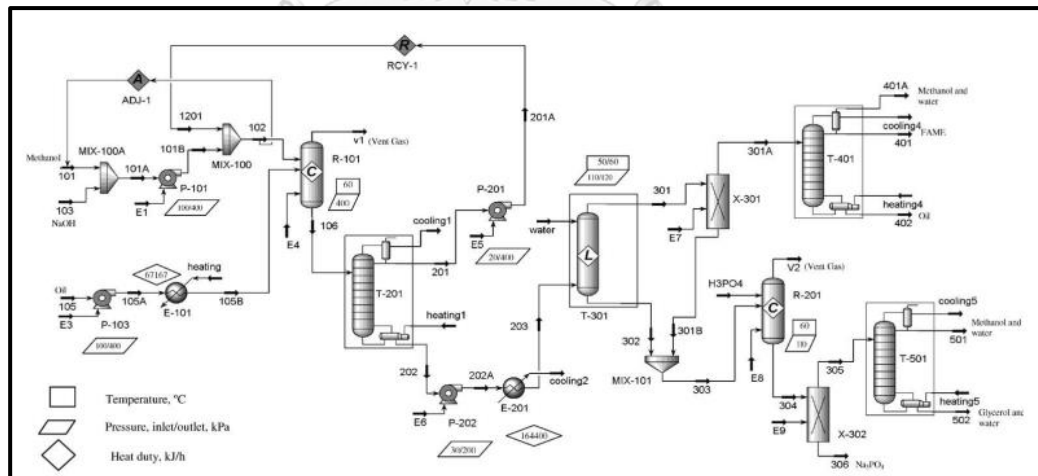 R
RCY-1
A
ADJ-1
1201
102
201A
101B
MIX-100
v1 (Vent Gas)
MIX-100A
Methanol
101
101A
103
NaOH
P-101
E1
100/400
R-101
C
60
400
E4
106
cooling1
P-201
201
E5
20/400
67167
heating
Oil
105
105A
E-101
105B
E3
P-103
100/400
T-201
heating1
202
202A
E6
P-202
30/200
E-201
cooling2
164400
203
50/60
110/120
water
L
T-301
301
302
301A
X-301
E7
301B
MIX-101
303
401A
Methanol and
water
cooling4
FAME
401
T-401
heating4
402
Oil
H3PO4
V2 (Vent Gas)
R-201
C
60
E8
304
E9
X-302
305
306
Na3PO4
cooling5
Methanol and
water
501
T-501
heating5
502
Glycerol and
water
Temperature, ºC
Pressure, inlet/outlet, kPa
Heat duty, kJ/h